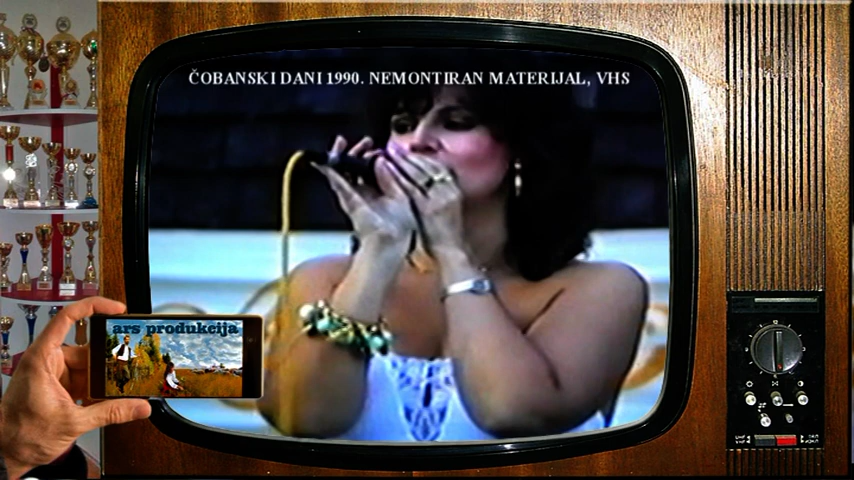 ČOBANSKI DANI 1990. NEMONTIRAN MATERIJAL, VHS
ars produkcija